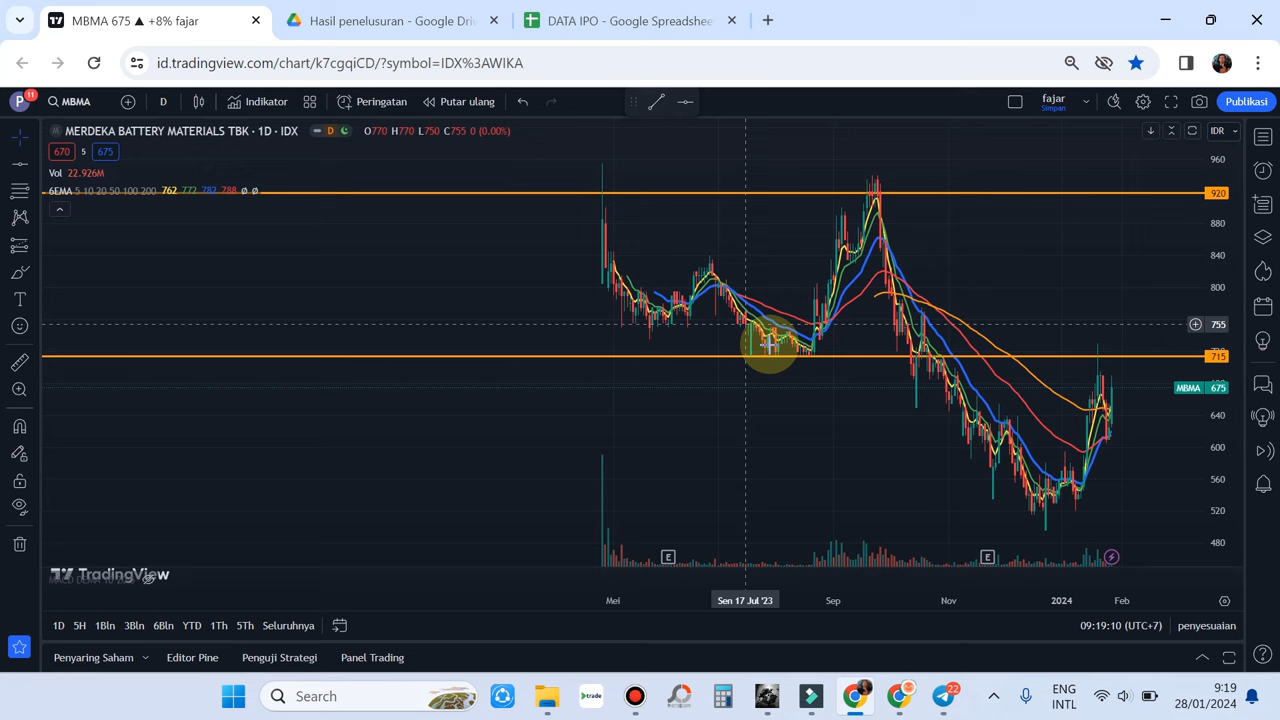 MBMA 675 ▲ +8% fajar
Hasil penelusuran - Google Driv
DATA IPO - Google Spreadsheet
id.tradingview.com/chart/k7cgqiCD/?symbol=IDX%3AWIKA
P 11
MBMA
D
Indikator
Peringatan
Putar ulang
fajar
Simpan
Publikasi
MERDEKA BATTERY MATERIALS TBK · 1D · IDX
D
O770 H770 L750 C755 0 (0.00%)
IDR
670 5 675
Vol 22.926M
6EMA 5 10 20 50 100 200 762 772 782 788 ø ø
960
920
880
840
800
755
715
MBMA 675
640
600
560
520
480
E
E
TradingView
Mei
Sen 17 Jul '23
Sep
Nov
2024
Feb
1D 5H 1Bln 3Bln 6Bln YTD 1Th 5Th Seluruhnya
09:19:10 (UTC+7)
penyesuaian
Penyaring Saham
Editor Pine
Penguji Strategi
Panel Trading
Search
trade
22
ENG
INTL
9:19
28/01/2024